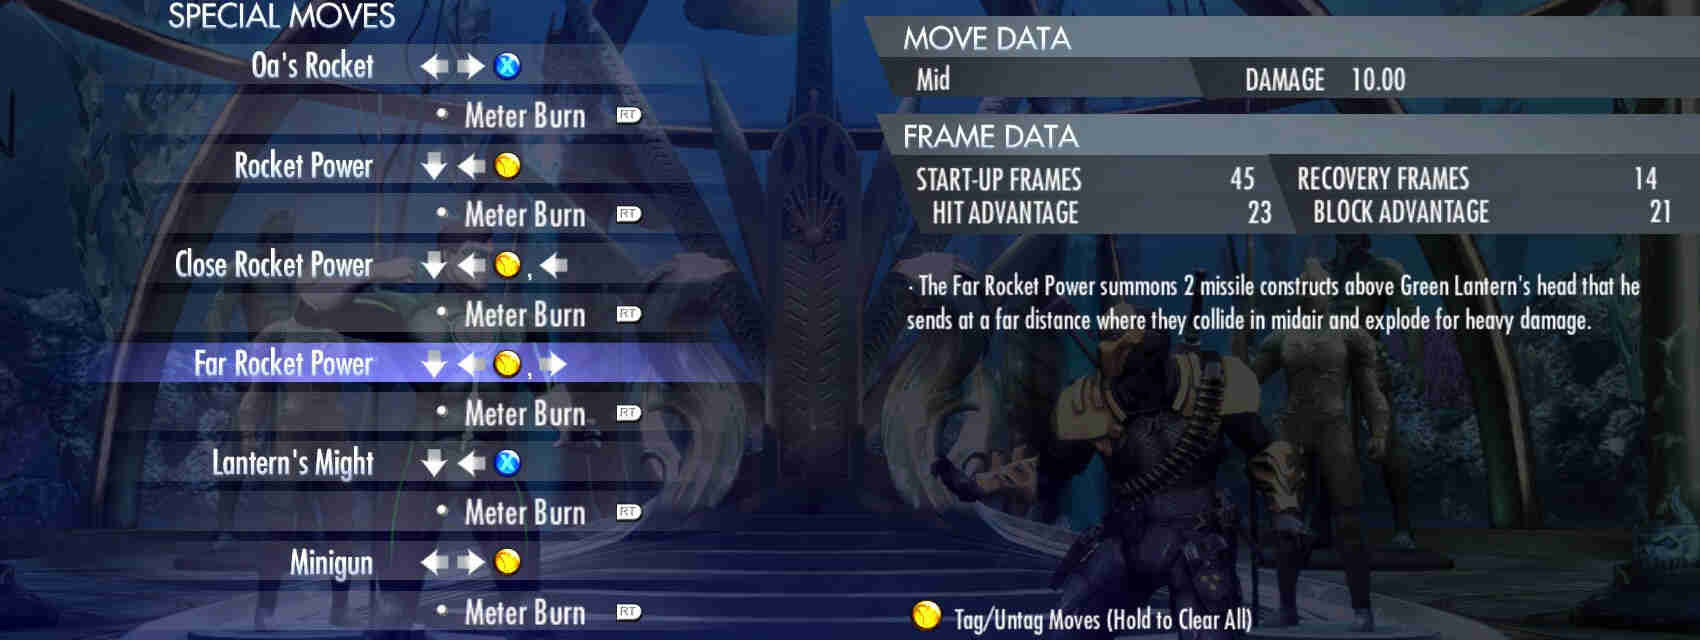 SPECIAL MOVES
Oa's Rocket X
Meter Burn RT
Rocket Power Y
Meter Burn RT
Close Rocket Power Y ,
Meter Burn RT
Far Rocket Power Y ,
Meter Burn RT
Lantern's Might X
Meter Burn RT
Minigun Y
Meter Burn RT
MOVE DATA
Mid DAMAGE 10.00
FRAME DATA
START-UP FRAMES 45 RECOVERY FRAMES 14
HIT ADVANTAGE 23 BLOCK ADVANTAGE 21
· The Far Rocket Power summons 2 missile constructs above Green Lantern's head that he
sends at a far distance where they collide in midair and explode for heavy damage.
Y Tag/Untag Moves (Hold to Clear All)